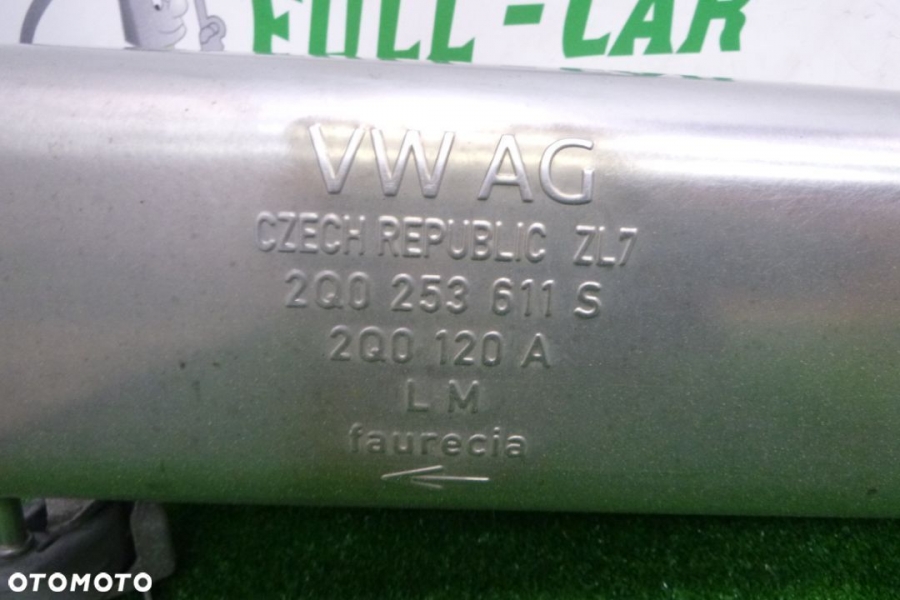 FULL-CAR
VW AG
CZECH REPUBLIC ZL7
2Q0 253 611 S
2Q0 120 A
L M
faurecia
OTOMOTO